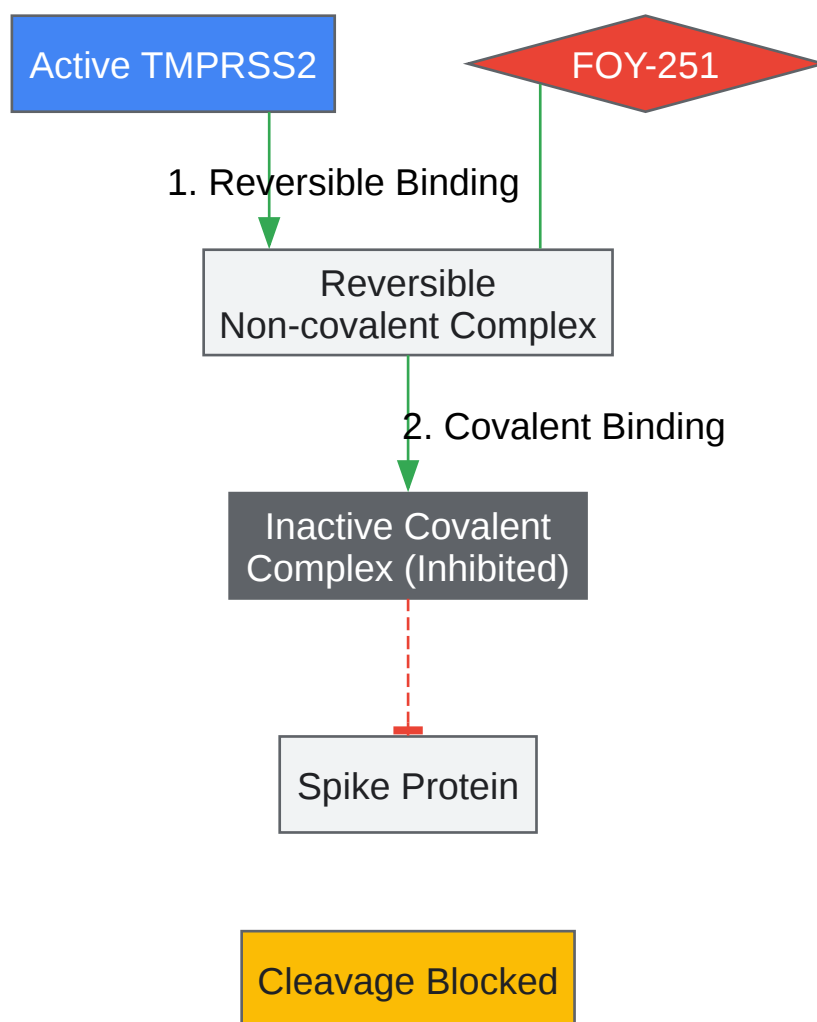 Active TMPRSS2
FOY-251
1. Reversible Binding
Reversible
Non-covalent Complex
2. Covalent Binding
Inactive Covalent
Complex (Inhibited)
Spike Protein
Cleavage Blocked